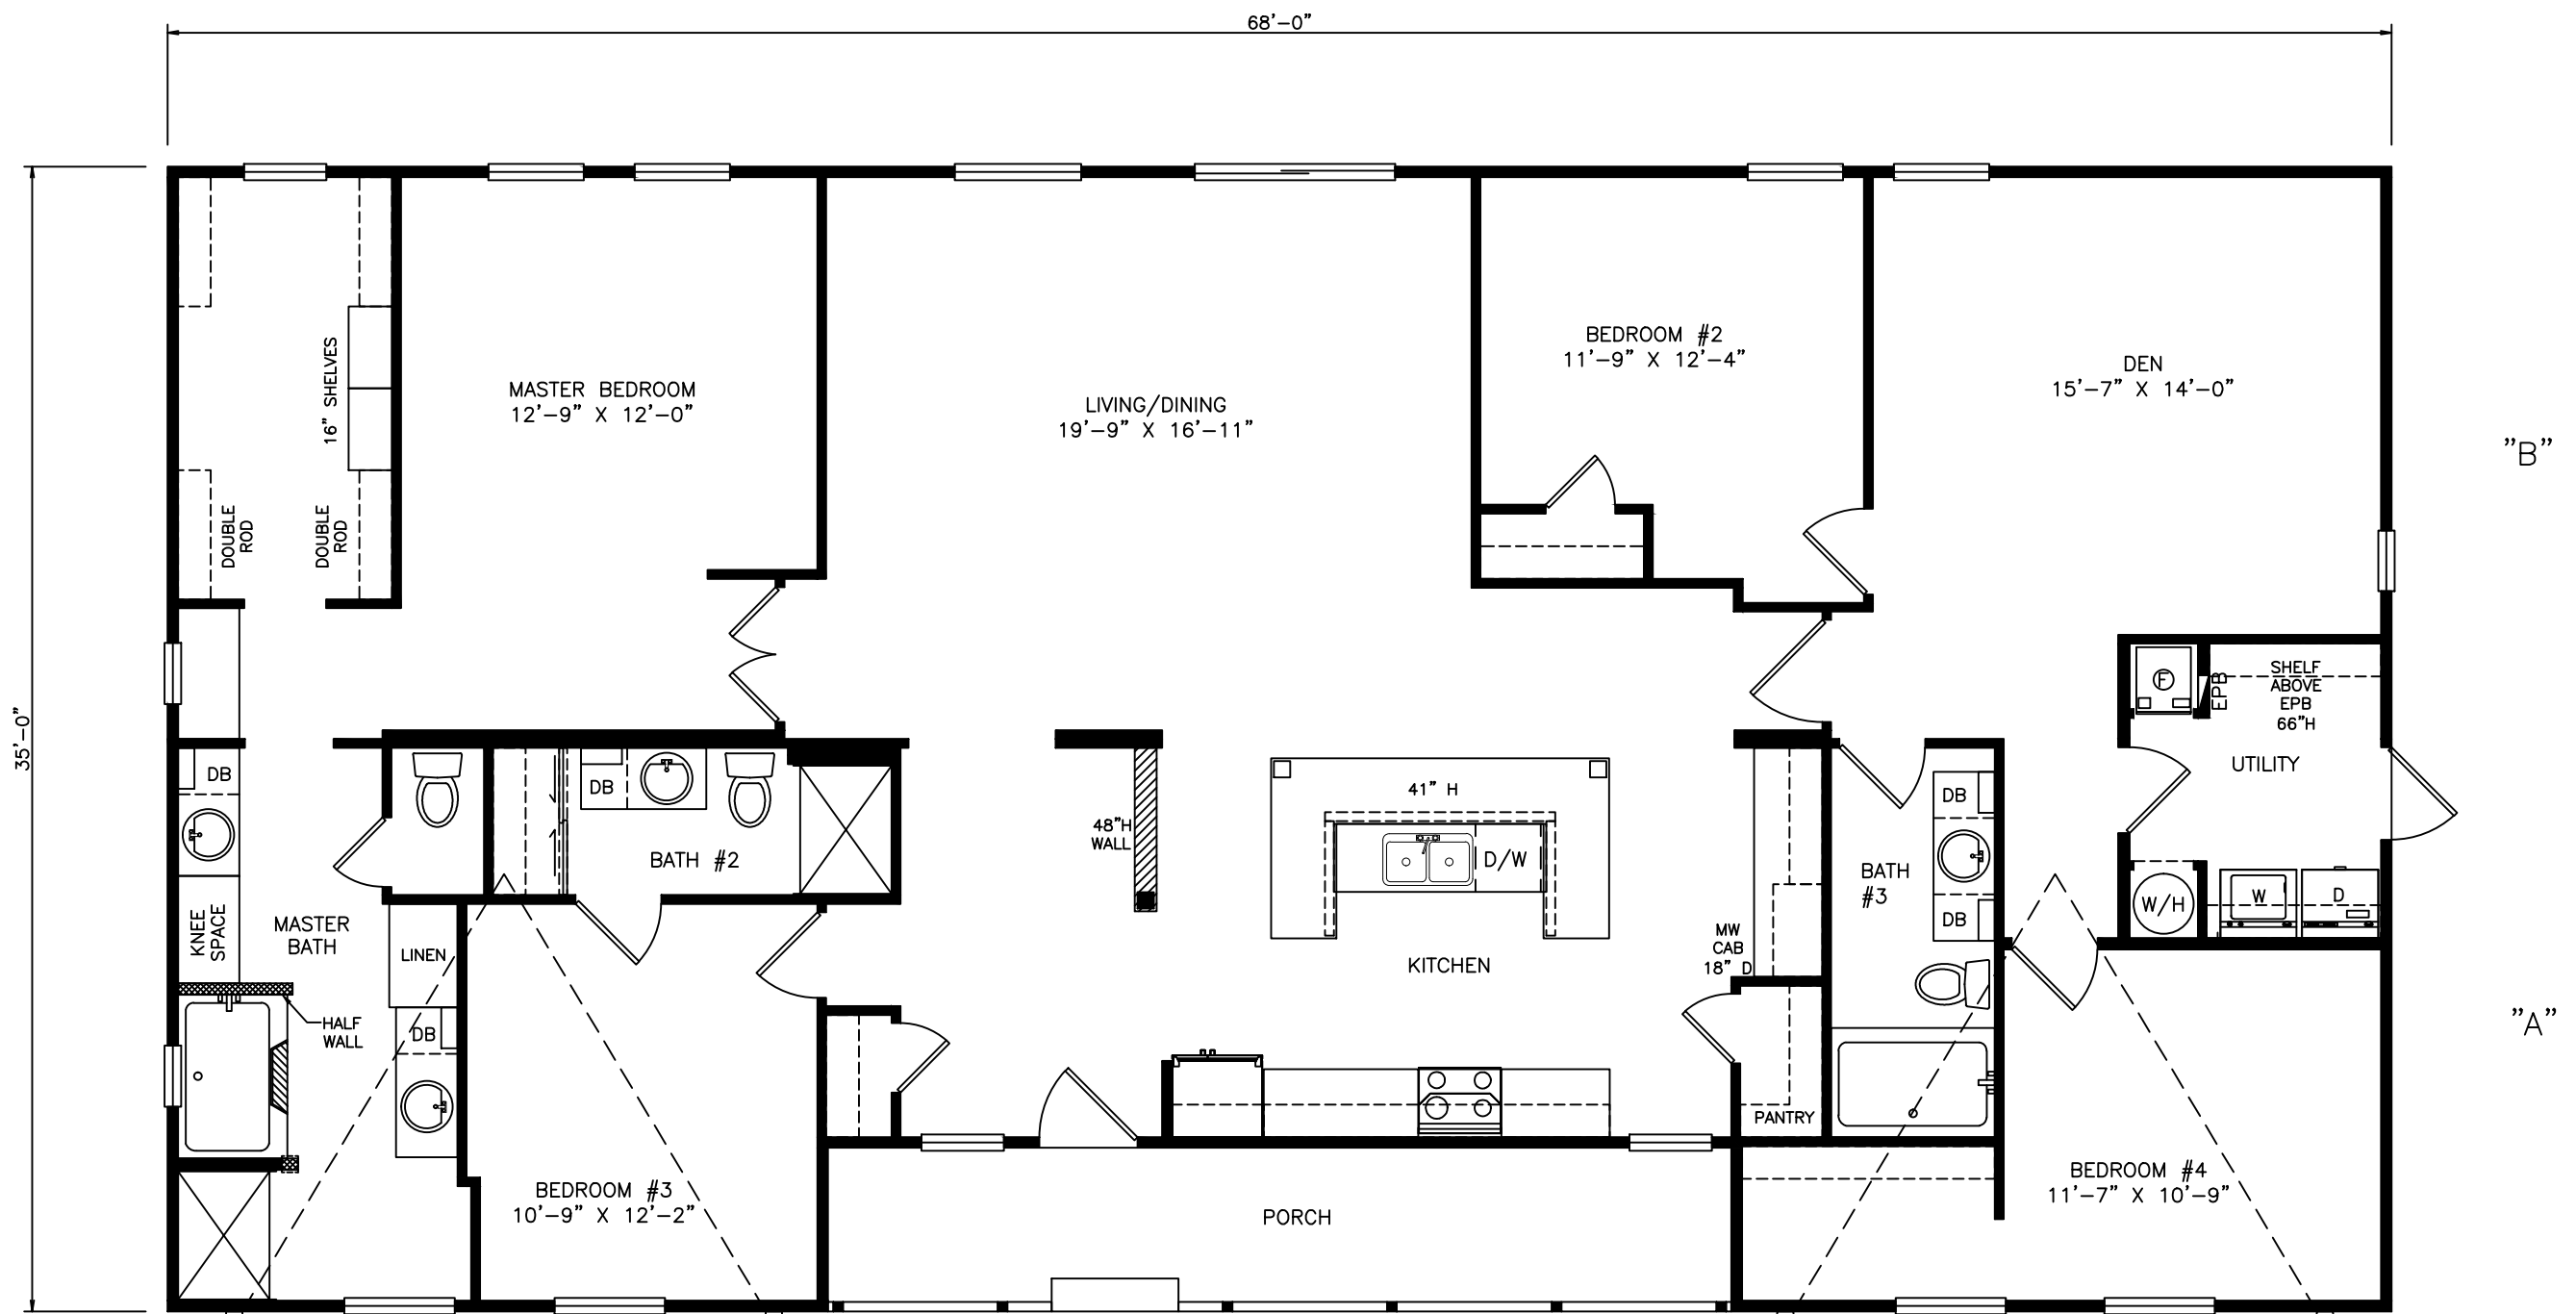 68'-0"
35'-0"
16" SHELVES
DOUBLE
ROD
DOUBLE
ROD
MASTER BEDROOM
12'-9" X 12'-0"
LIVING/DINING
19'-9" X 16'-11"
BEDROOM #2
11'-9" X 12'-4"
DEN
15'-7" X 14'-0"
"B"
F
EPB
SHELF
ABOVE
EPB
66"H
UTILITY
W/H
W
D
DB
KNEE
SPACE
MASTER
BATH
LINEN
DB
HALF
WALL
DB
BATH #2
48"H
WALL
41" H
D/W
KITCHEN
MW
CAB
18" D
PANTRY
DB
BATH
#3
DB
"A"
BEDROOM #3
10'-9" X 12'-2"
PORCH
BEDROOM #4
11'-7" X 10'-9"